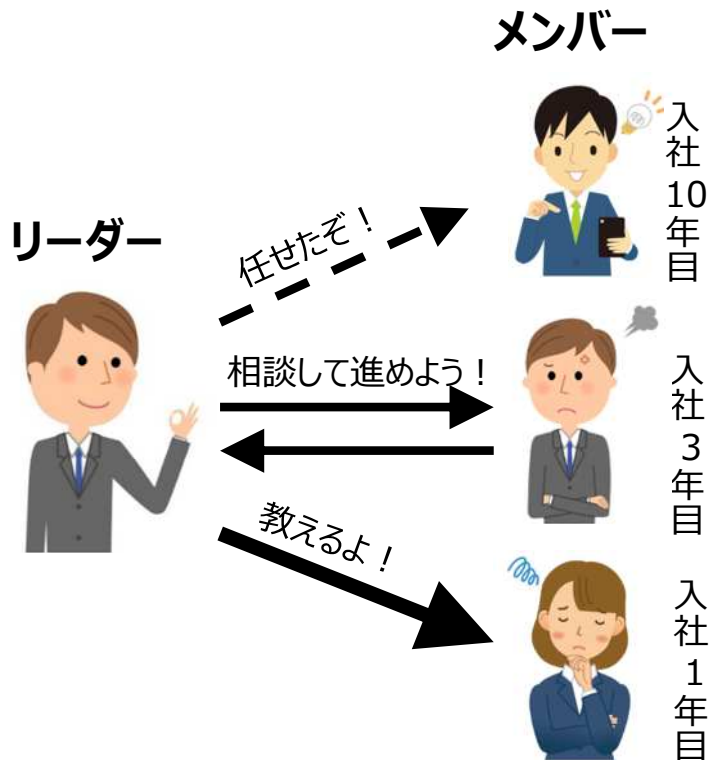 メンバー
入社10年目
リーダー
任せたぞ！
相談して進めよう！
入社3年目
教えるよ！
入社1年目